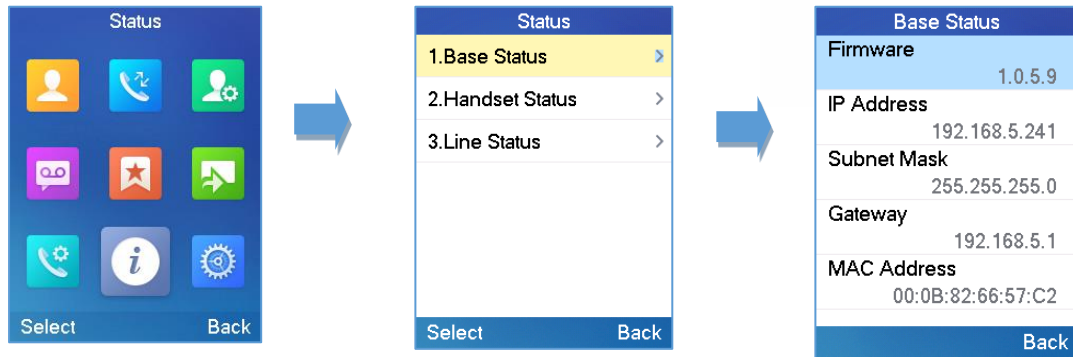 Status
Select Back
Status
1.Base Status
2.Handset Status
3.Line Status
Select Back
Base Status
Firmware
1.0.5.9
IP Address
192.168.5.241
Subnet Mask
255.255.255.0
Gateway
192.168.5.1
MAC Address
00:0B:82:66:57:C2
Back